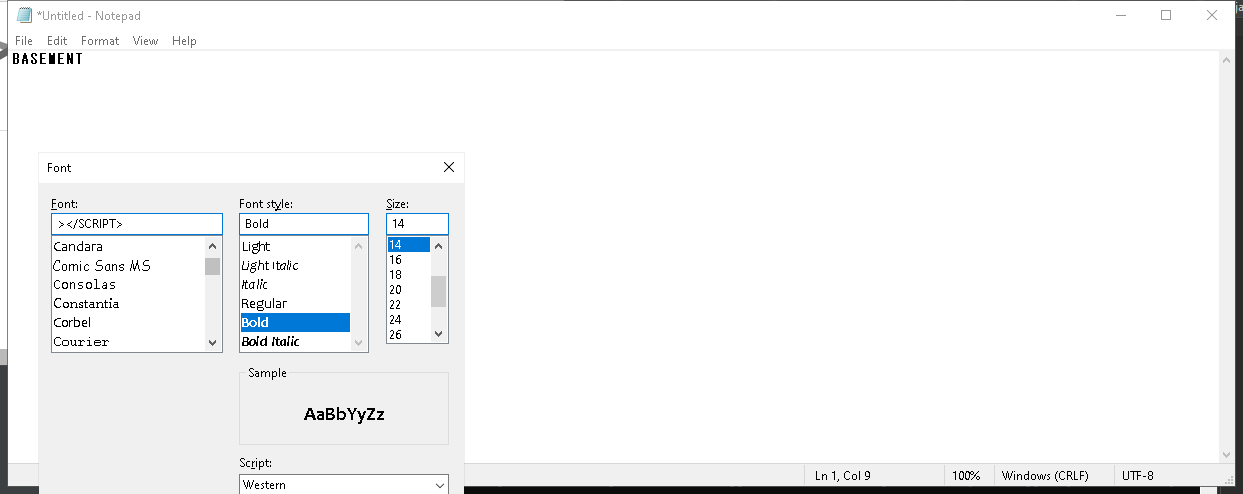 *Untitled - Notepad
File Edit Format View Help
BASEMENT
Font
Font:
></SCRIPT>
Candara
Comic Sans MS
Consolas
Constantia
Corbel
Courier
Font style:
Bold
Light
Light Italic
Italic
Regular
Bold
Bold Italic
Size:
14
14
16
18
20
22
24
26
Sample
AaBbYyZz
Script:
Western
Ln 1, Col 9 100% Windows (CRLF) UTF-8